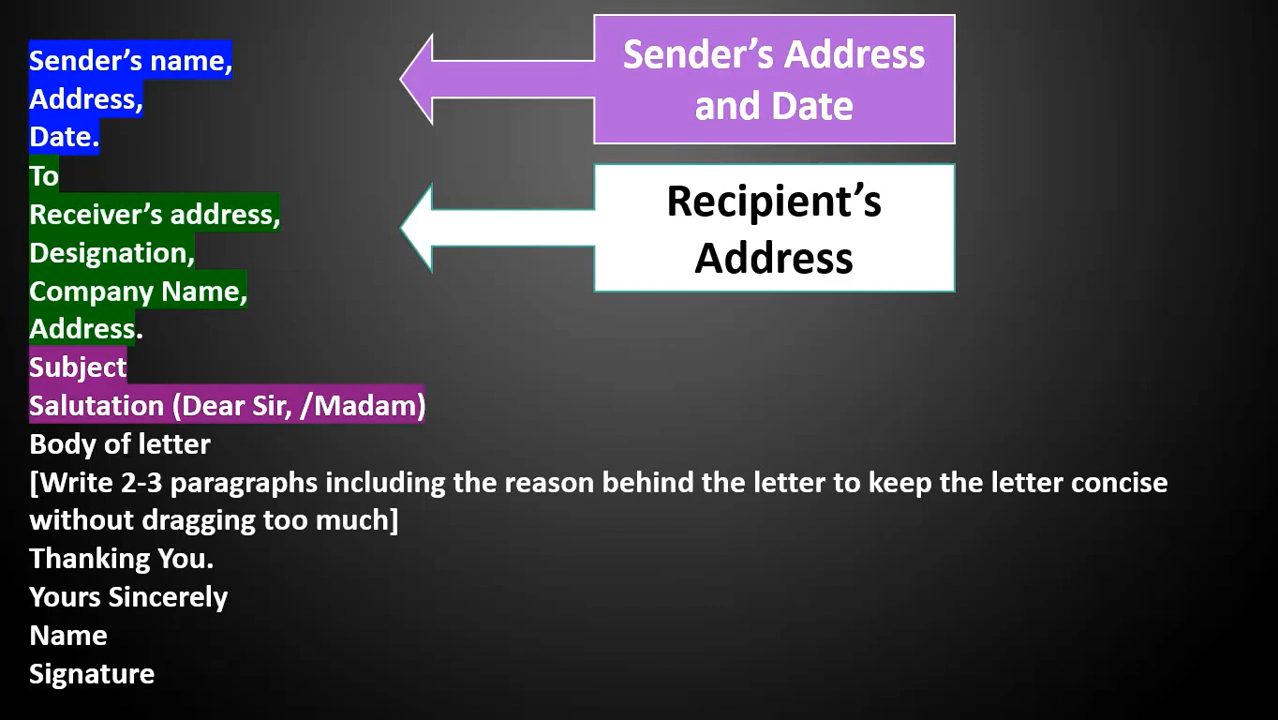 Sender’s name,
Address,
Date.
To
Receiver’s address,
Designation,
Company Name,
Address.
Subject
Salutation (Dear Sir, /Madam)
Body of letter
[Write 2-3 paragraphs including the reason behind the letter to keep the letter concise
without dragging too much]
Thanking You.
Yours Sincerely
Name
Signature
Sender’s Address
and Date
Recipient’s
Address